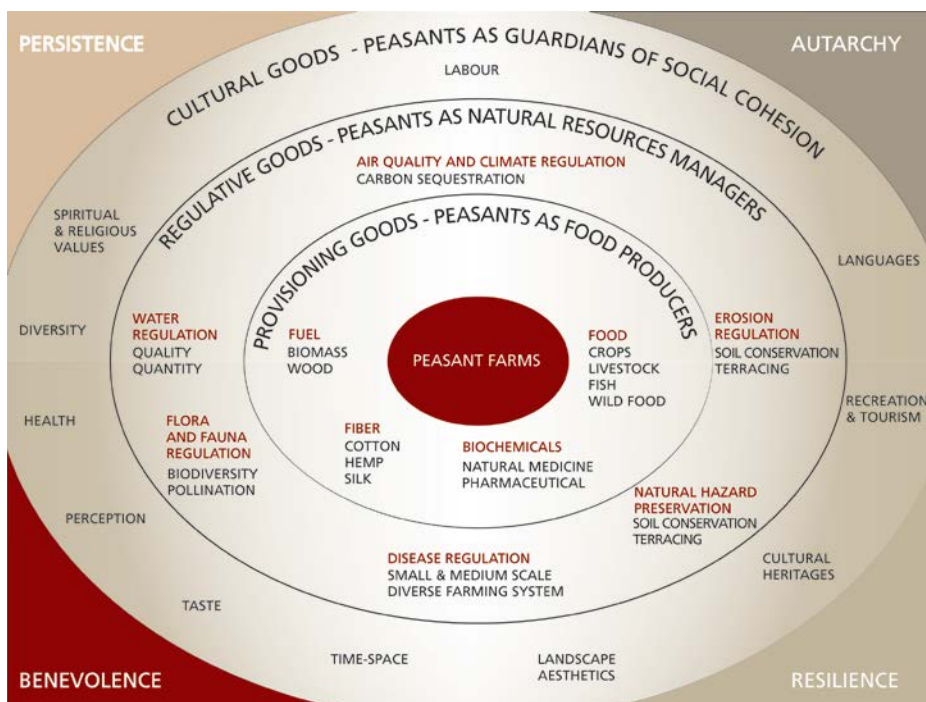 PERSISTENCE
AUTARCHY
CULTURAL GOODS - PEASANTS AS GUARDIANS OF SOCIAL COHESION
LABOUR
REGULATIVE GOODS - PEASANTS AS NATURAL RESOURCES MANAGERS
AIR QUALITY AND CLIMATE REGULATION
CARBON SEQUESTRATION
PROVISIONING GOODS - PEASANTS AS FOOD PRODUCERS
SPIRITUAL
& RELIGIOUS
VALUES
LANGUAGES
DIVERSITY
WATER
REGULATION
QUALITY
QUANTITY
FUEL
BIOMASS
WOOD
PEASANT FARMS
FOOD
CROPS
LIVESTOCK
FISH
WILD FOOD
EROSION
REGULATION
SOIL CONSERVATION
TERRACING
HEALTH
RECREATION
& TOURISM
FLORA
AND FAUNA
REGULATION
BIODIVERSITY
POLLINATION
FIBER
COTTON
HEMP
SILK
BIOCHEMICALS
NATURAL MEDICINE
PHARMACEUTICAL
NATURAL HAZARD
PRESERVATION
SOIL CONSERVATION
TERRACING
PERCEPTION
DISEASE REGULATION
SMALL & MEDIUM SCALE
DIVERSE FARMING SYSTEM
CULTURAL
HERITAGES
TASTE
TIME-SPACE
LANDSCAPE
AESTHETICS
BENEVOLENCE
RESILIENCE